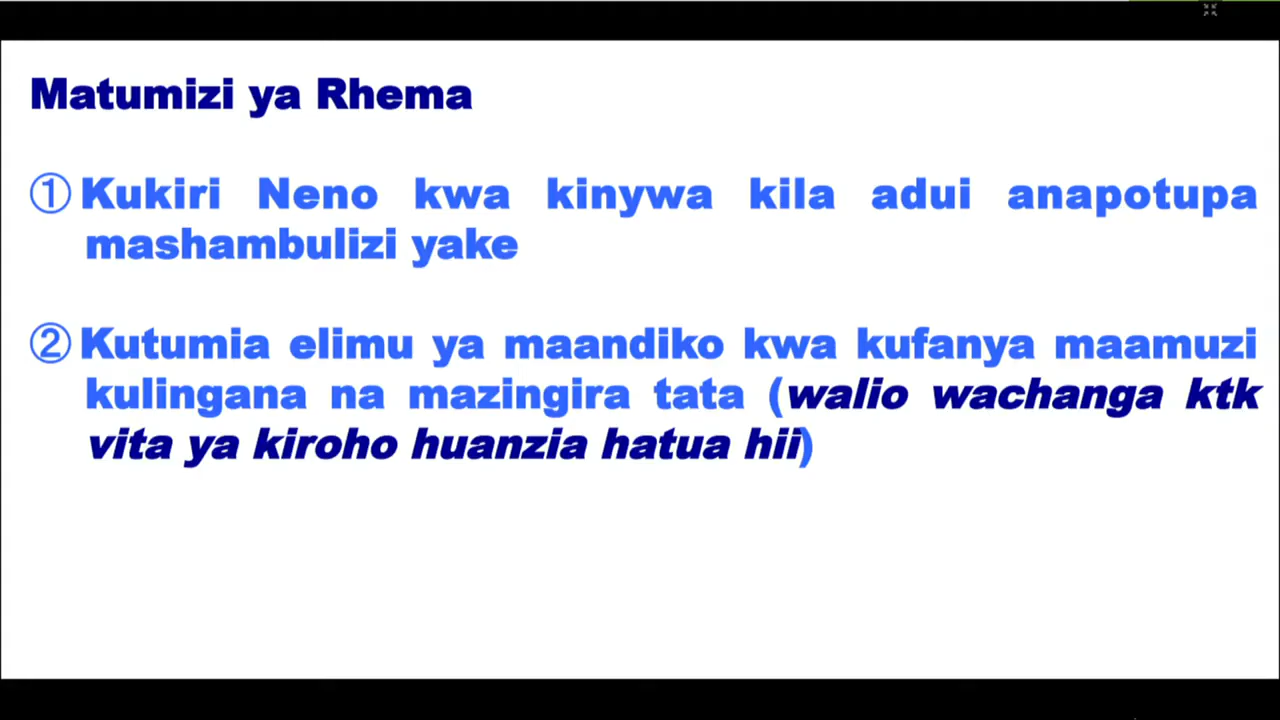 Matumizi ya Rhema
① Kukiri Neno kwa kinywa kila adui anapotupa
mashambulizi yake
② Kutumia elimu ya maandiko kwa kufanya maamuzi
kulingana na mazingira tata (walio wachanga ktk
vita ya kiroho huanzia hatua hii)